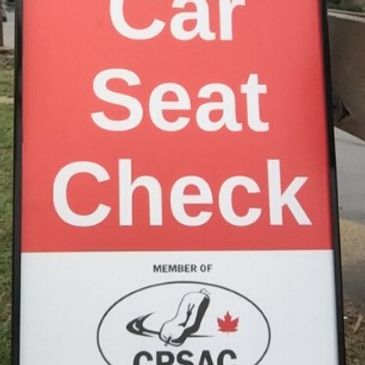 Car
Seat
Check
MEMBER OF
CPSAC